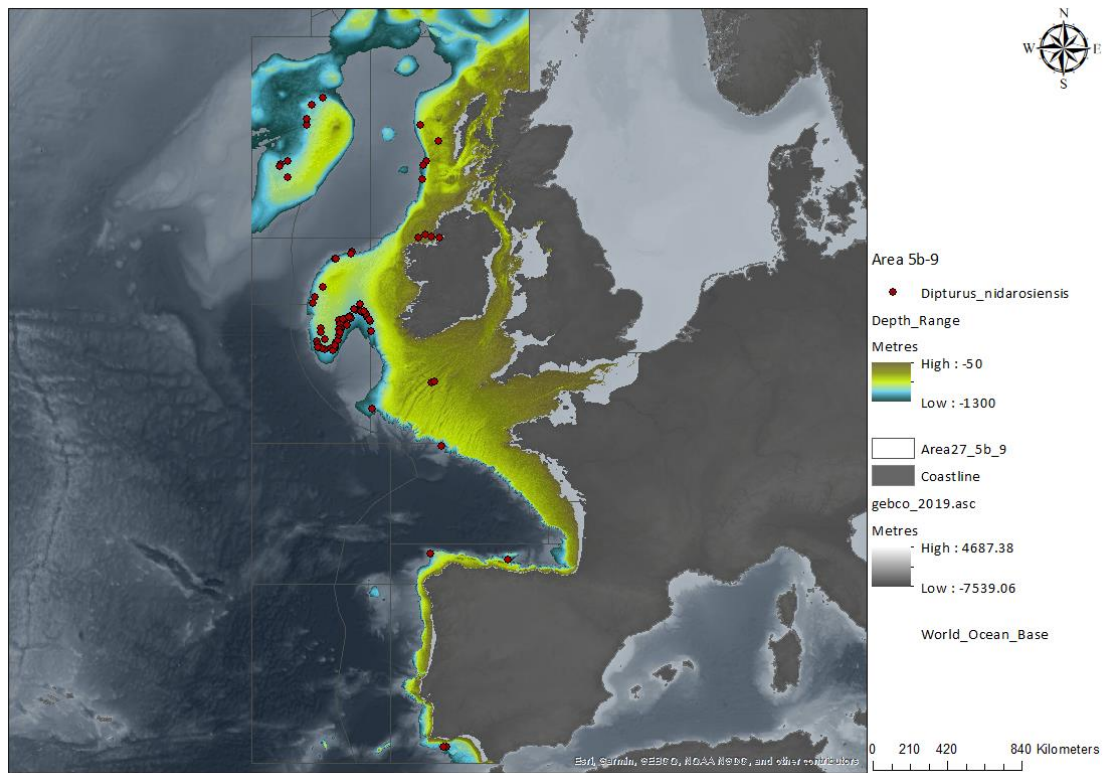 N
W E
S
Area 5b-9
Dipturus_nidarosiensis
Depth_Range
Metres
High : -50
Low : -1300
Area27_5b_9
Coastline
gebco_2019.asc
Metres
High : 4687.38
Low : -7539.06
World_Ocean_Base
0 210 420 840 Kilometers
Esri, Garmin, GEBCO, NOAA NGDC, and other contributors